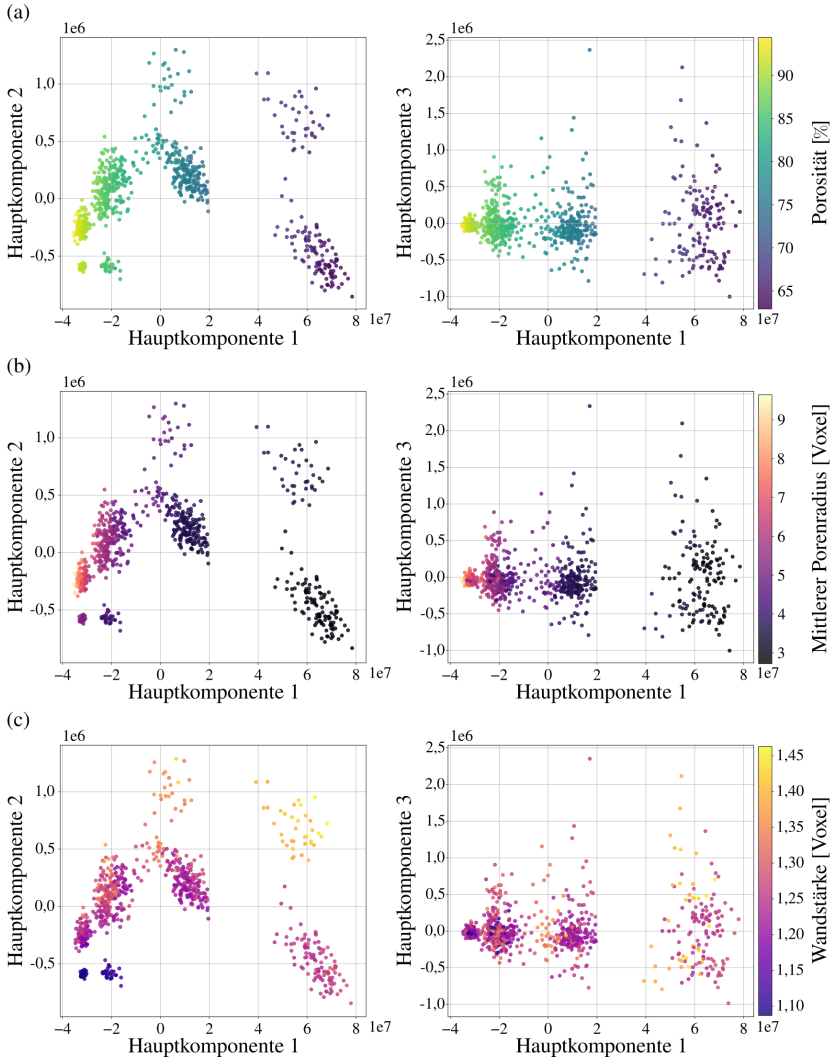 (a)
1e6
1,0
0,5
0,0
−0,5
Hauptkomponente 2
−4 −2 0 2 4 6 8
1e7
Hauptkomponente 1
1e6
2,5
2,0
1,5
1,0
0,5
0,0
−0,5
−1,0
Hauptkomponente 3
−4 −2 0 2 4 6 8
1e7
Hauptkomponente 1
90
85
80
75
70
65
Porosität [%]
(b)
1e6
1,0
0,5
0,0
−0,5
Hauptkomponente 2
−4 −2 0 2 4 6 8
1e7
Hauptkomponente 1
1e6
2,5
2,0
1,5
1,0
0,5
0,0
−0,5
−1,0
Hauptkomponente 3
−4 −2 0 2 4 6 8
1e7
Hauptkomponente 1
9
8
7
6
5
4
3
Mittlerer Porenradius [Voxel]
(c)
1e6
1,0
0,5
0,0
−0,5
Hauptkomponente 2
−4 −2 0 2 4 6 8
1e7
Hauptkomponente 1
1e6
2,5
2,0
1,5
1,0
0,5
0,0
−0,5
−1,0
Hauptkomponente 3
−4 −2 0 2 4 6 8
1e7
Hauptkomponente 1
1,45
1,40
1,35
1,30
1,25
1,20
1,15
1,10
Wandstärke [Voxel]